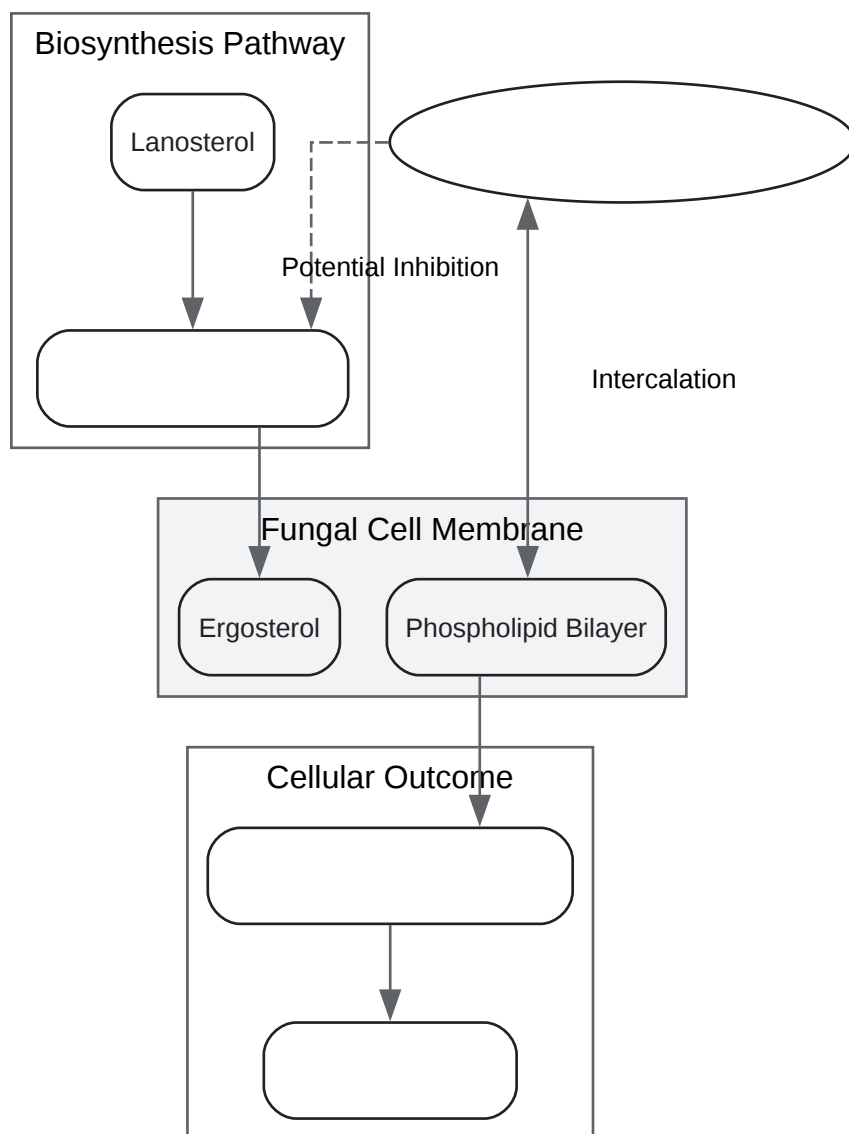 Biosynthesis Pathway
Lanosterol
Potential Inhibition
Intercalation
Fungal Cell Membrane
Ergosterol
Phospholipid Bilayer
Cellular Outcome